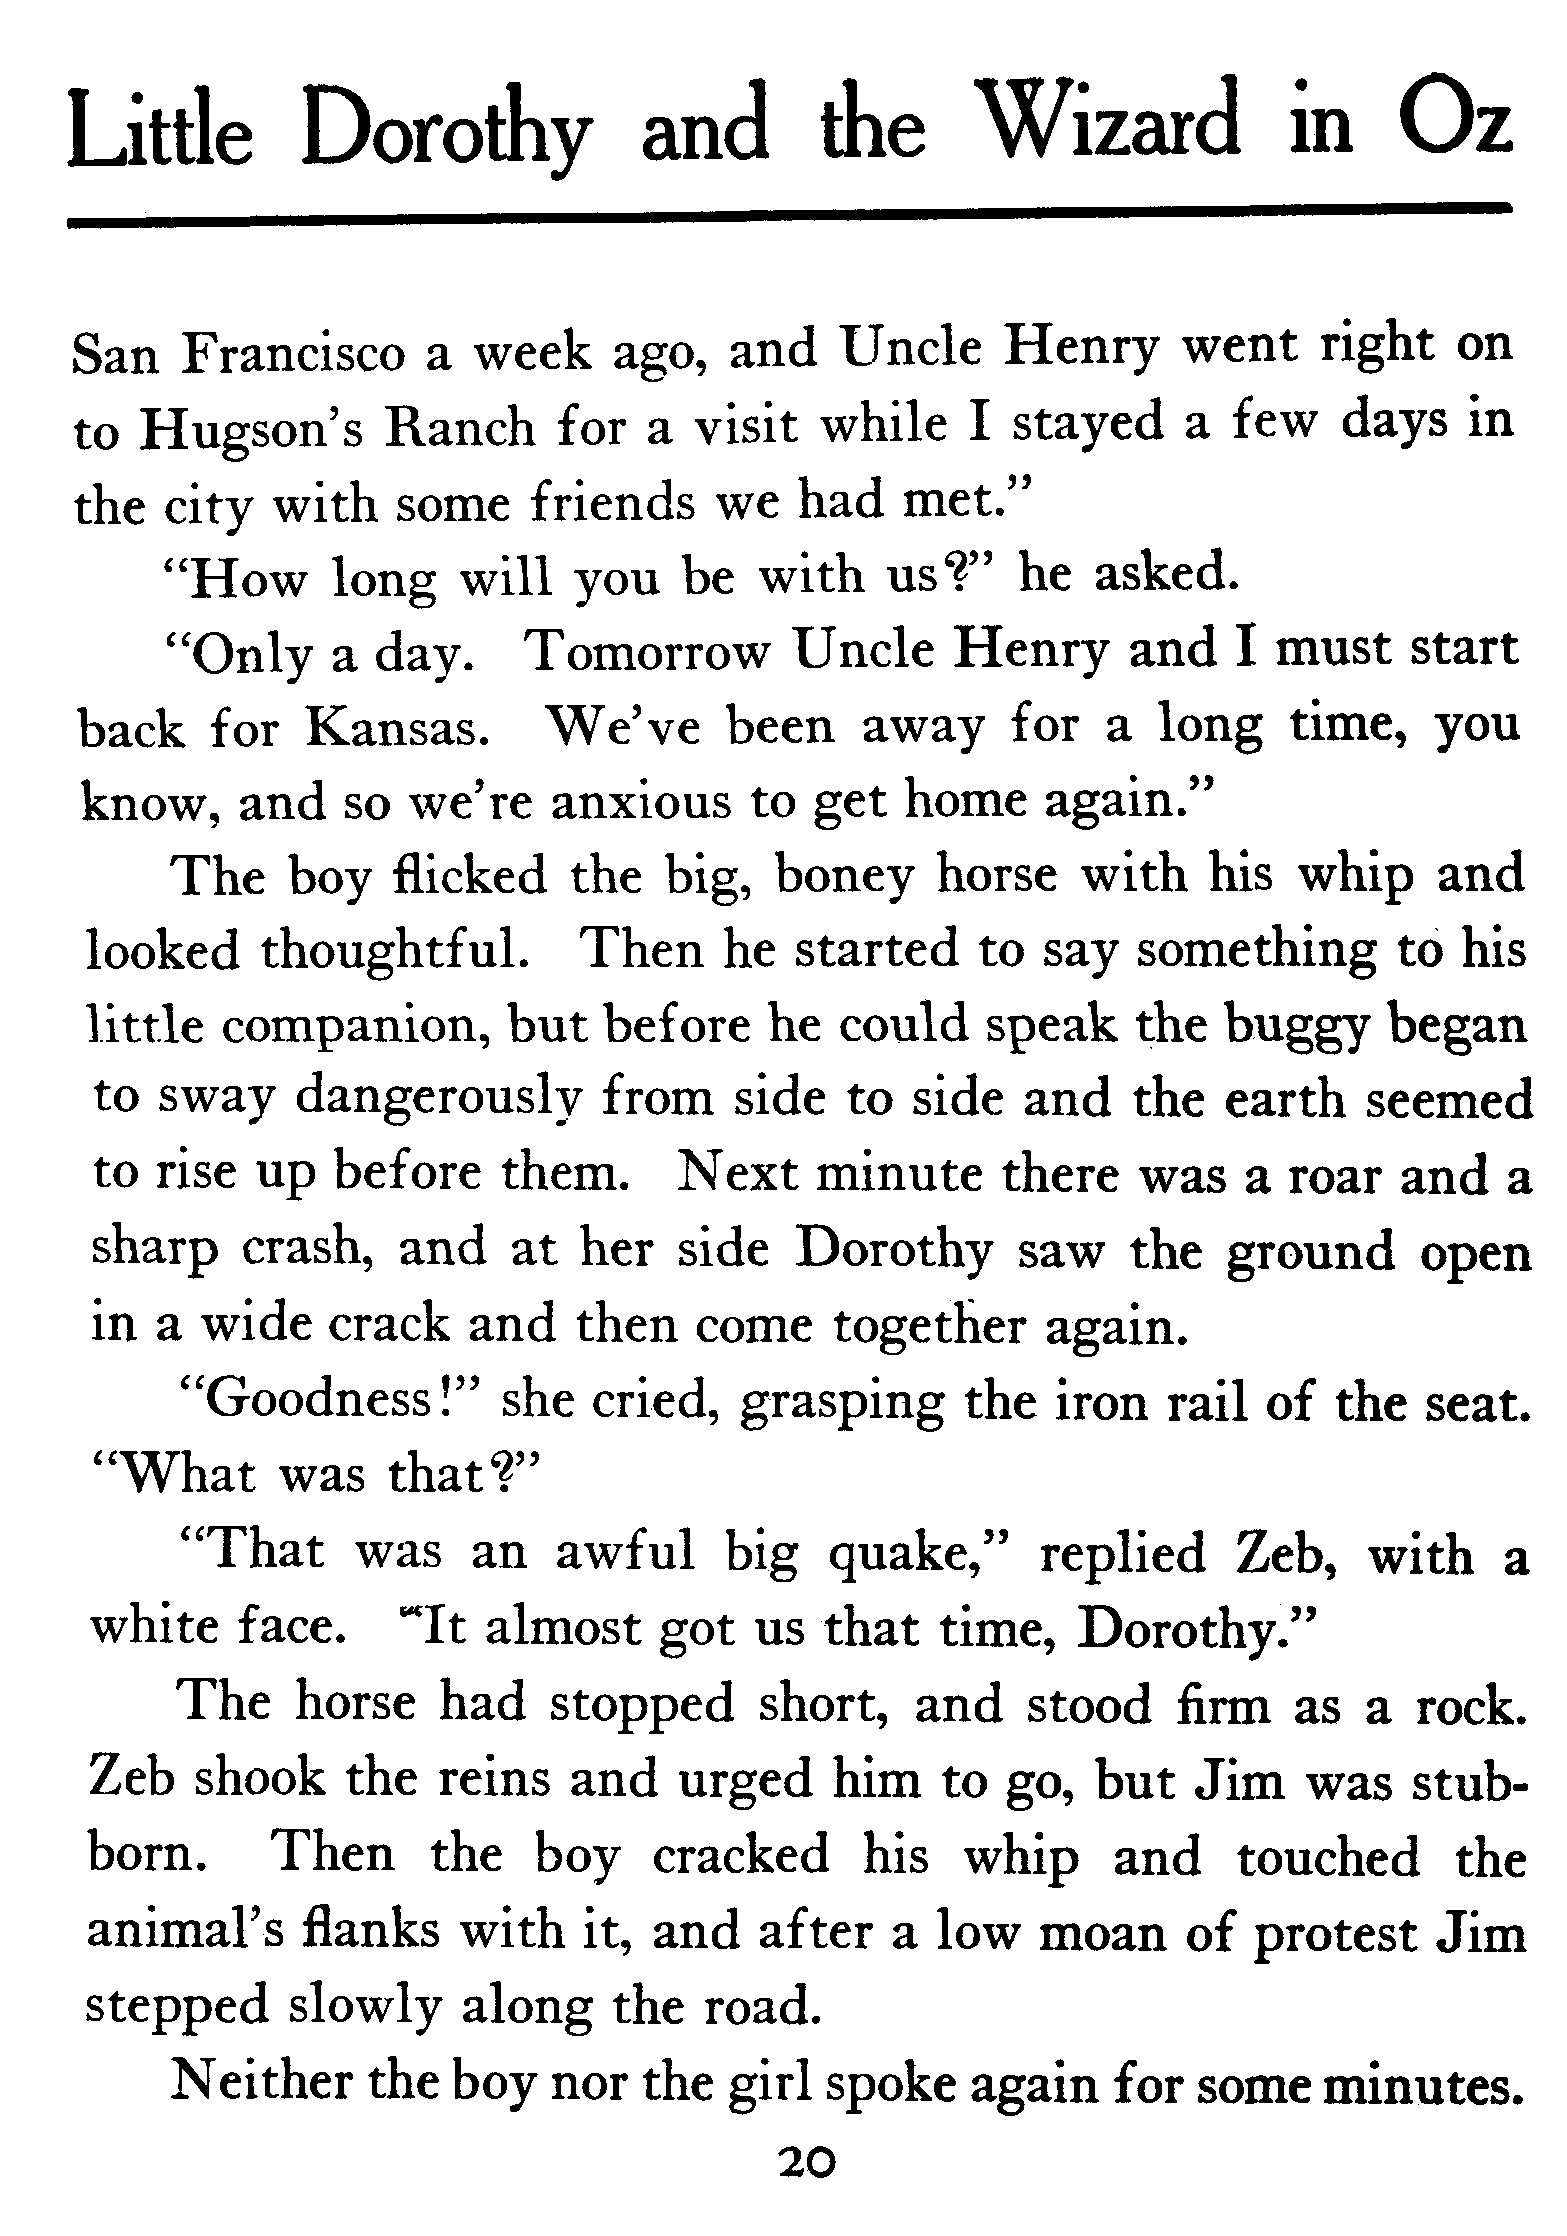 Little Dorothy and the Wizard in Oz
San Francisco a week ago, and Uncle Henry went right on
to Hugson's Ranch for a visit while I stayed a few days in
the city with some friends we had met."
"How long will you be with us?" he asked.
"Only a day. Tomorrow Uncle Henry and I must start
back for Kansas. We've been away for a long time, you
know, and so we're anxious to get home again."
The boy flicked the big, boney horse with his whip and
looked thoughtful. Then he started to say something to his
little companion, but before he could speak the buggy began
to sway dangerously from side to side and the earth seemed
to rise up before them. Next minute there was a roar and a
sharp crash, and at her side Dorothy saw the ground open
in a wide crack and then come together again.
"Goodness!" she cried, grasping the iron rail of the seat.
"What was that?"
"That was an awful big quake," replied Zeb, with a
white face. "It almost got us that time, Dorothy."
The horse had stopped short, and stood firm as a rock.
Zeb shook the reins and urged him to go, but Jim was stub-
born. Then the boy cracked his whip and touched the
animal's flanks with it, and after a low moan of protest Jim
stepped slowly along the road.
Neither the boy nor the girl spoke again for some minutes.
20